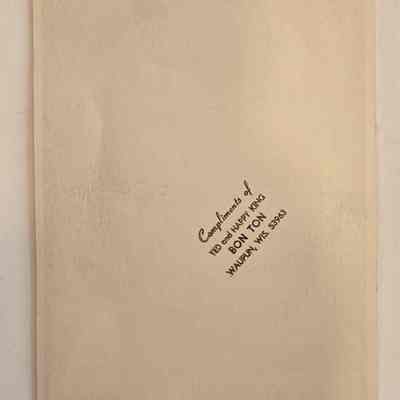 Compliments of
TED and HAPPY KING
BON TON
WAUPUN, WIS. 53963